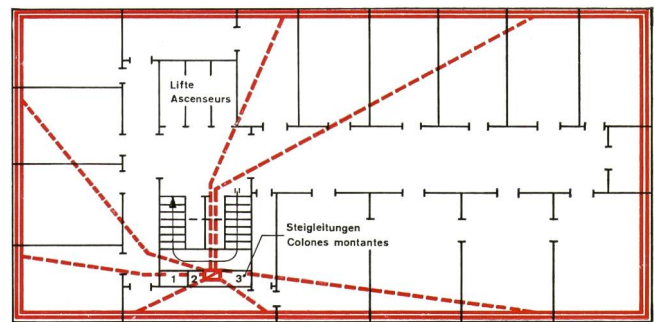 Lifte
Ascenseurs
Steigleitungen
Colones montantes
1 2 3